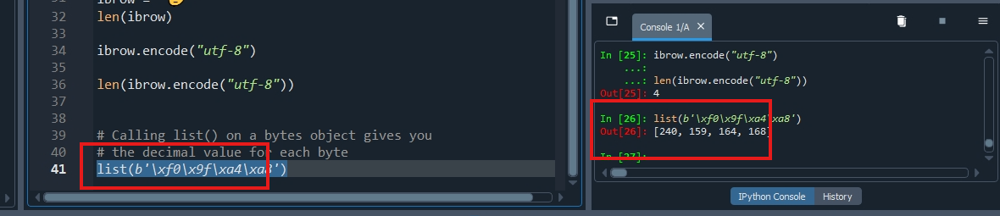 31 ibrow = "🤨"
32 len(ibrow)
33
34 ibrow.encode("utf-8")
35
36 len(ibrow.encode("utf-8"))
37
38
39 # Calling list() on a bytes object gives you
40 # the decimal value for each byte
41 list(b'\xf0\x9f\xa4\xa8')
Console 1/A
In [25]: ibrow.encode("utf-8")
...:
...: len(ibrow.encode("utf-8"))
Out[25]: 4
In [26]: list(b'\xf0\x9f\xa4\xa8')
Out[26]: [240, 159, 164, 168]
In [27]:
IPython Console
History